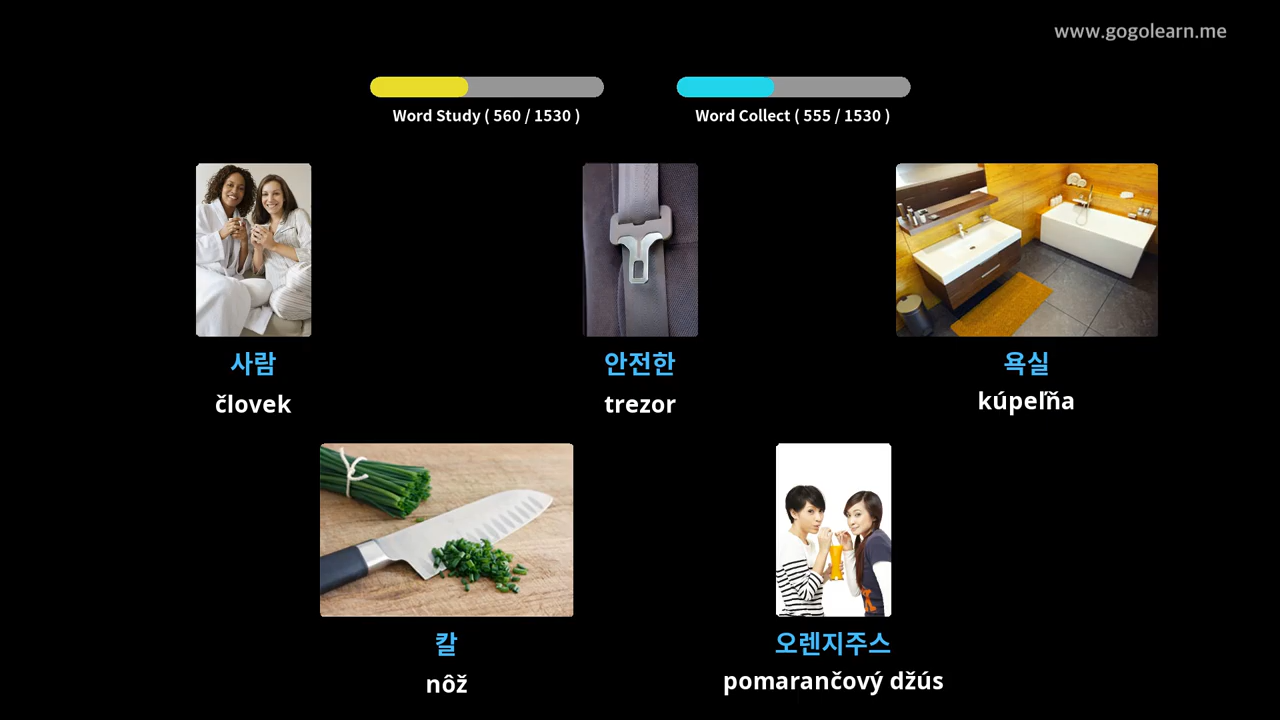 www.gogolearn.me
Word Study ( 560 / 1530 )
Word Collect ( 555 / 1530 )
사람
človek
안전한
trezor
욕실
kúpeľňa
칼
nôž
오렌지주스
pomarančový džús